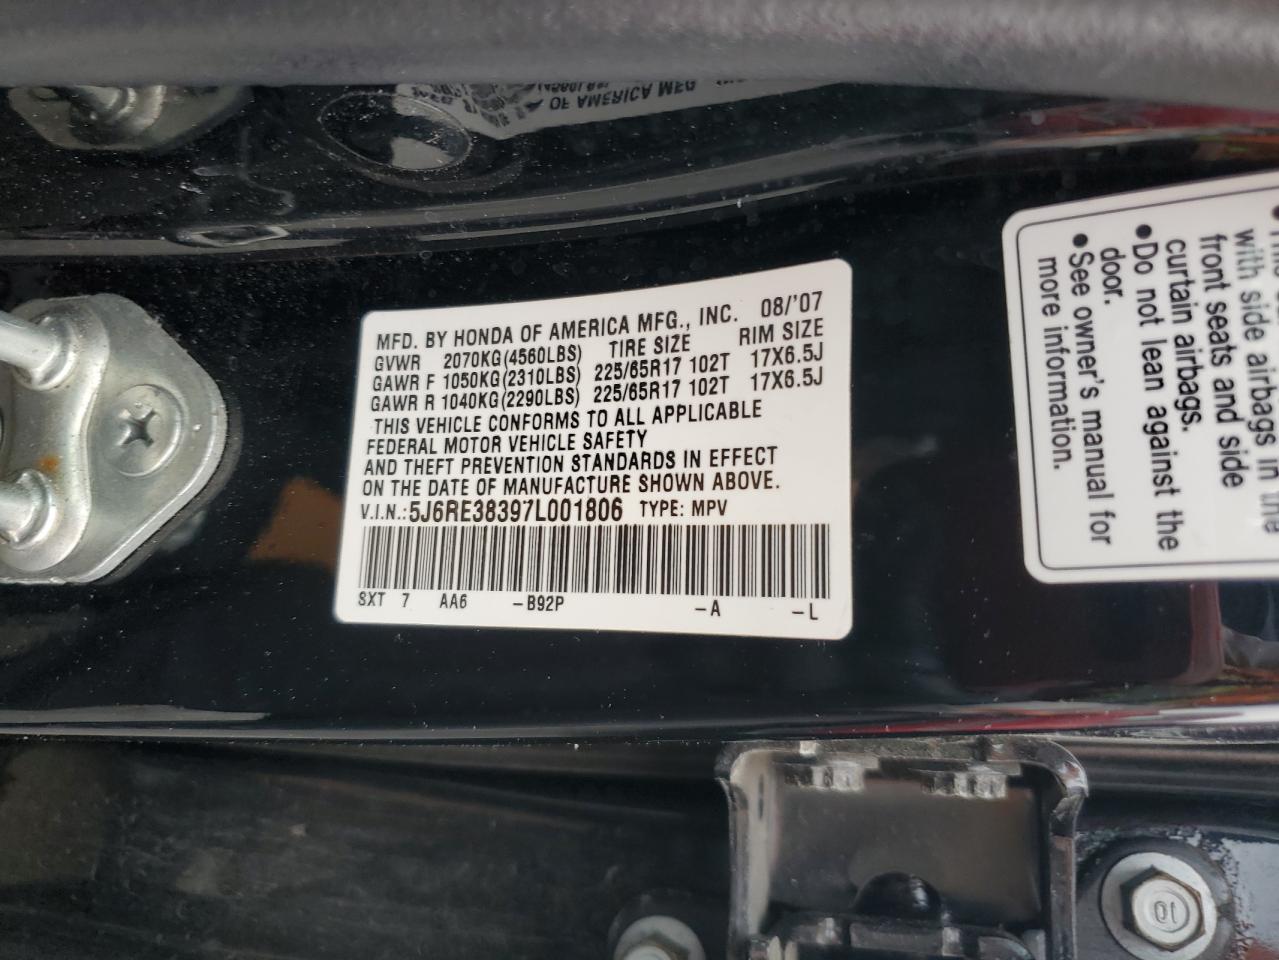 MFD. BY HONDA OF AMERICA MFG., INC. 08/'07
GVWR 2070KG(4560LBS) TIRE SIZE RIM SIZE
GAWR F 1050KG(2310LBS) 225/65R17 102T 17X6.5J
GAWR R 1040KG(2290LBS) 225/65R17 102T 17X6.5J
THIS VEHICLE CONFORMS TO ALL APPLICABLE
FEDERAL MOTOR VEHICLE SAFETY
AND THEFT PREVENTION STANDARDS IN EFFECT
ON THE DATE OF MANUFACTURE SHOWN ABOVE.
V.I.N.: 5J6RE38397L001806 TYPE: MPV
SXT 7 AA6 -B92P -A -L
with side airbags in the
front seats and side
curtain airbags.
●Do not lean against the
door.
●See owner's manual for
more information.
OF AMERICA MFG
10